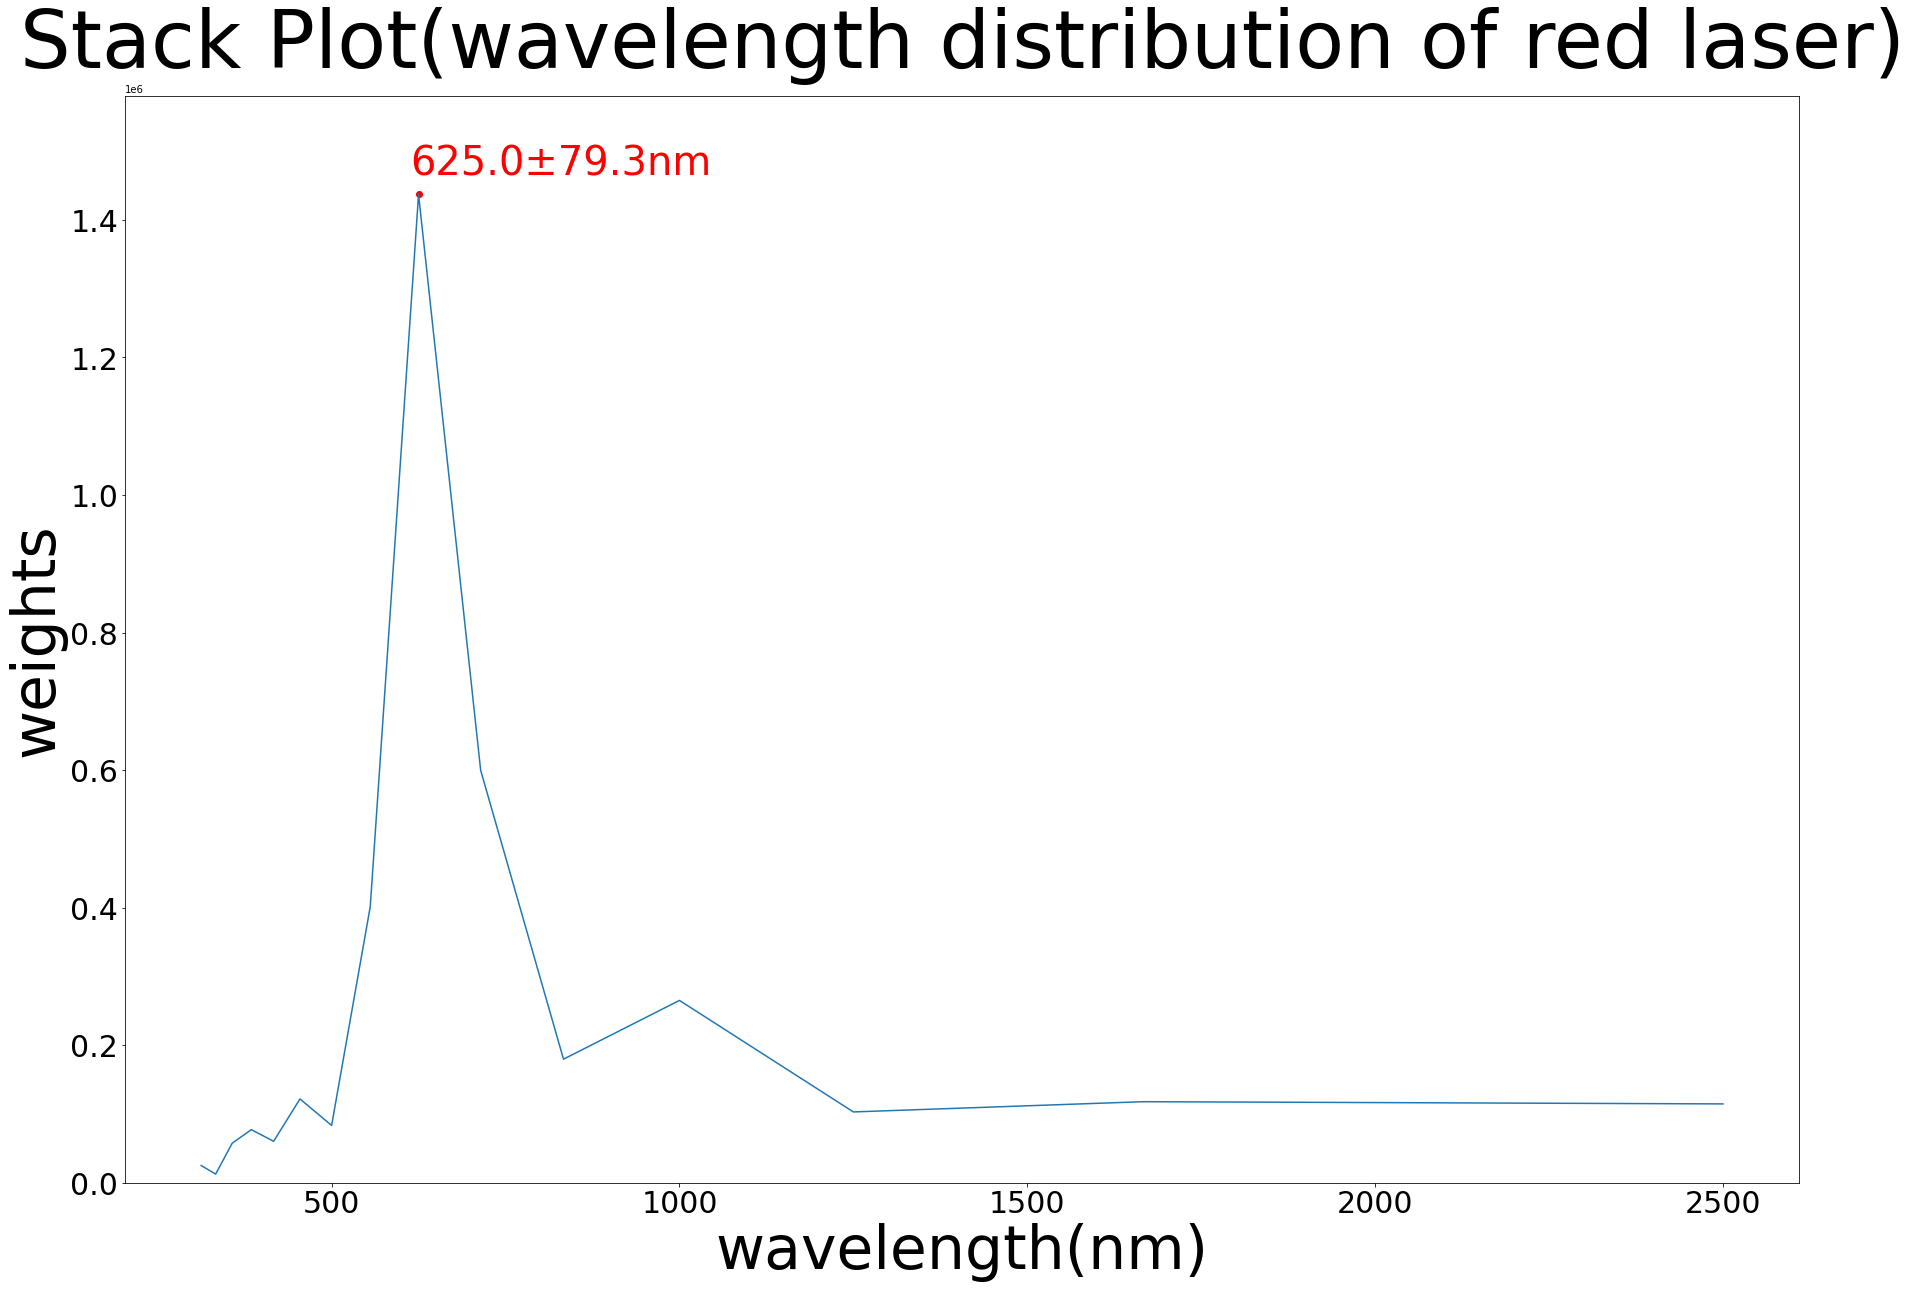 Stack Plot(wavelength distribution of red laser)
1e6
625.0±79.3nm
1.4
1.2
1.0
0.8
0.6
0.4
0.2
0.0
weights
500 1000 1500 2000 2500
wavelength(nm)